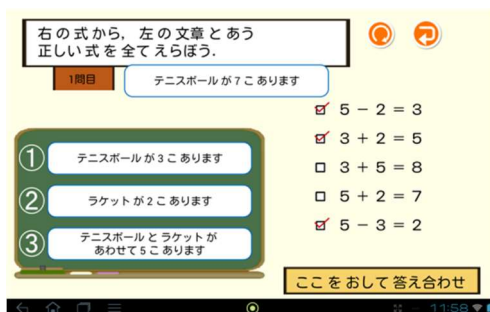 右の式から，左の文章とあう
正しい式を全てえらぼう．
1問目
テニスボールが7こあります
① テニスボールが3こあります
② ラケットが2こあります
③ テニスボールとラケットが
あわせて5こあります
5－2＝3
3＋2＝5
3＋5＝8
5＋2＝7
5－3＝2
ここをおして答え合わせ
11:58